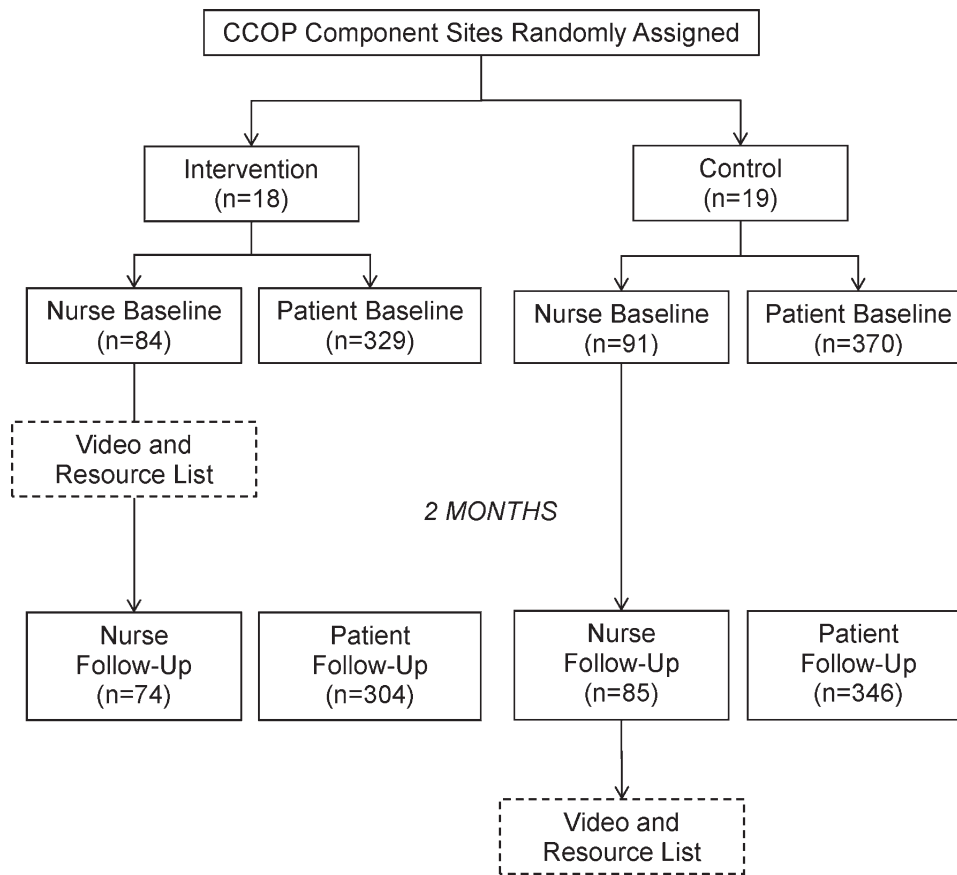 CCOP Component Sites Randomly Assigned
Intervention
(n=18)
Control
(n=19)
Nurse Baseline
(n=84)
Patient Baseline
(n=329)
Nurse Baseline
(n=91)
Patient Baseline
(n=370)
Video and
Resource List
2 MONTHS
Nurse
Follow-Up
(n=74)
Patient
Follow-Up
(n=304)
Nurse
Follow-Up
(n=85)
Patient
Follow-Up
(n=346)
Video and
Resource List